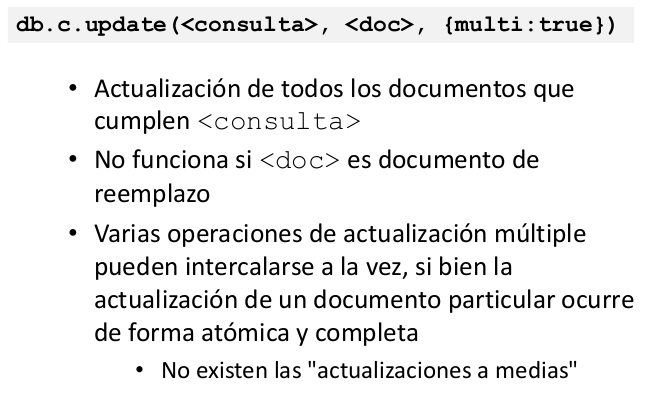 db.c.update(<consulta>, <doc>, {multi:true})
• Actualización de todos los documentos que
cumplen <consulta>
• No funciona si <doc> es documento de
reemplazo
• Varias operaciones de actualización múltiple
pueden intercalarse a la vez, si bien la
actualización de un documento particular ocurre
de forma atómica y completa
• No existen las "actualizaciones a medias"